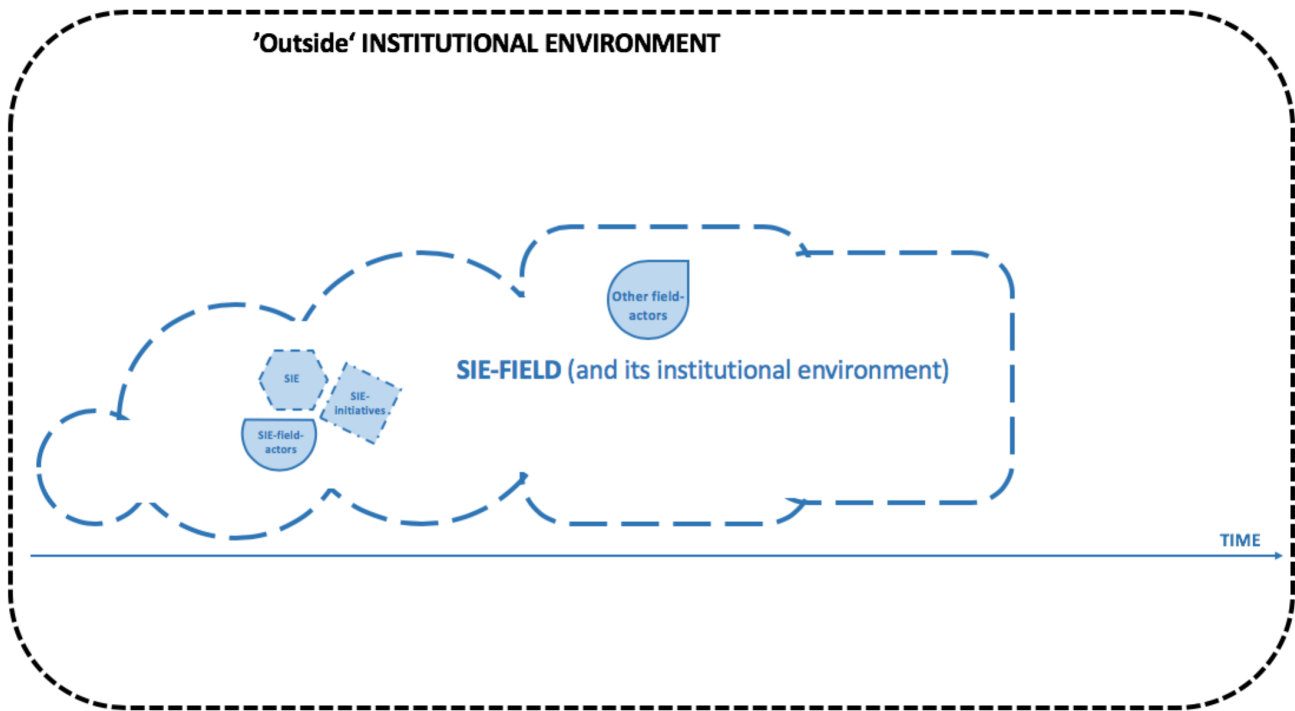 ’Outside‘ INSTITUTIONAL ENVIRONMENT
Other field-
actors
SIE-FIELD (and its institutional environment)
SIE
SIE-
initiatives
SIE-field-
actors
TIME